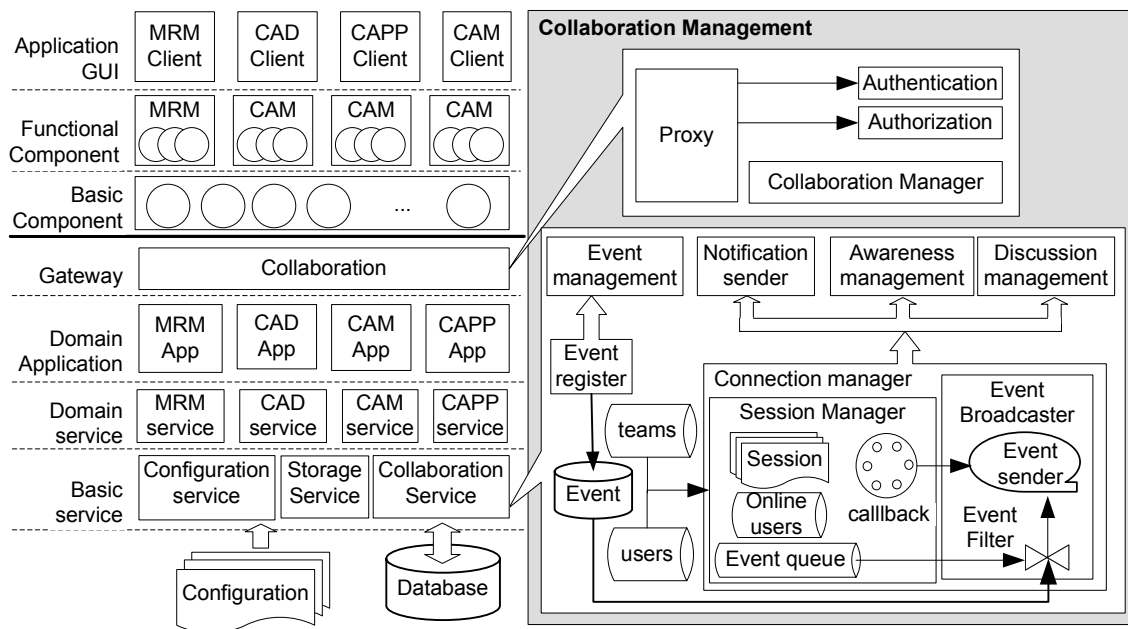 Application
GUI
MRM
Client
CAD
Client
CAPP
Client
CAM
Client
Functional
Component
MRM
CAM
CAM
CAM
Basic
Component
...
Gateway
Collaboration
Domain
Application
MRM
App
CAD
App
CAM
App
CAPP
App
Domain
service
MRM
service
CAD
service
CAM
service
CAPP
service
Basic
service
Configuration
service
Storage
Service
Collaboration
Service
Configuration
Database
Collaboration Management
Proxy
Authentication
Authorization
Collaboration Manager
Event
management
Notification
sender
Awareness
management
Discussion
management
Event
register
Connection manager
teams
Event
users
Session Manager
Session
Online
users
Event queue
calllback
Event
Broadcaster
Event
sender
Event
Filter